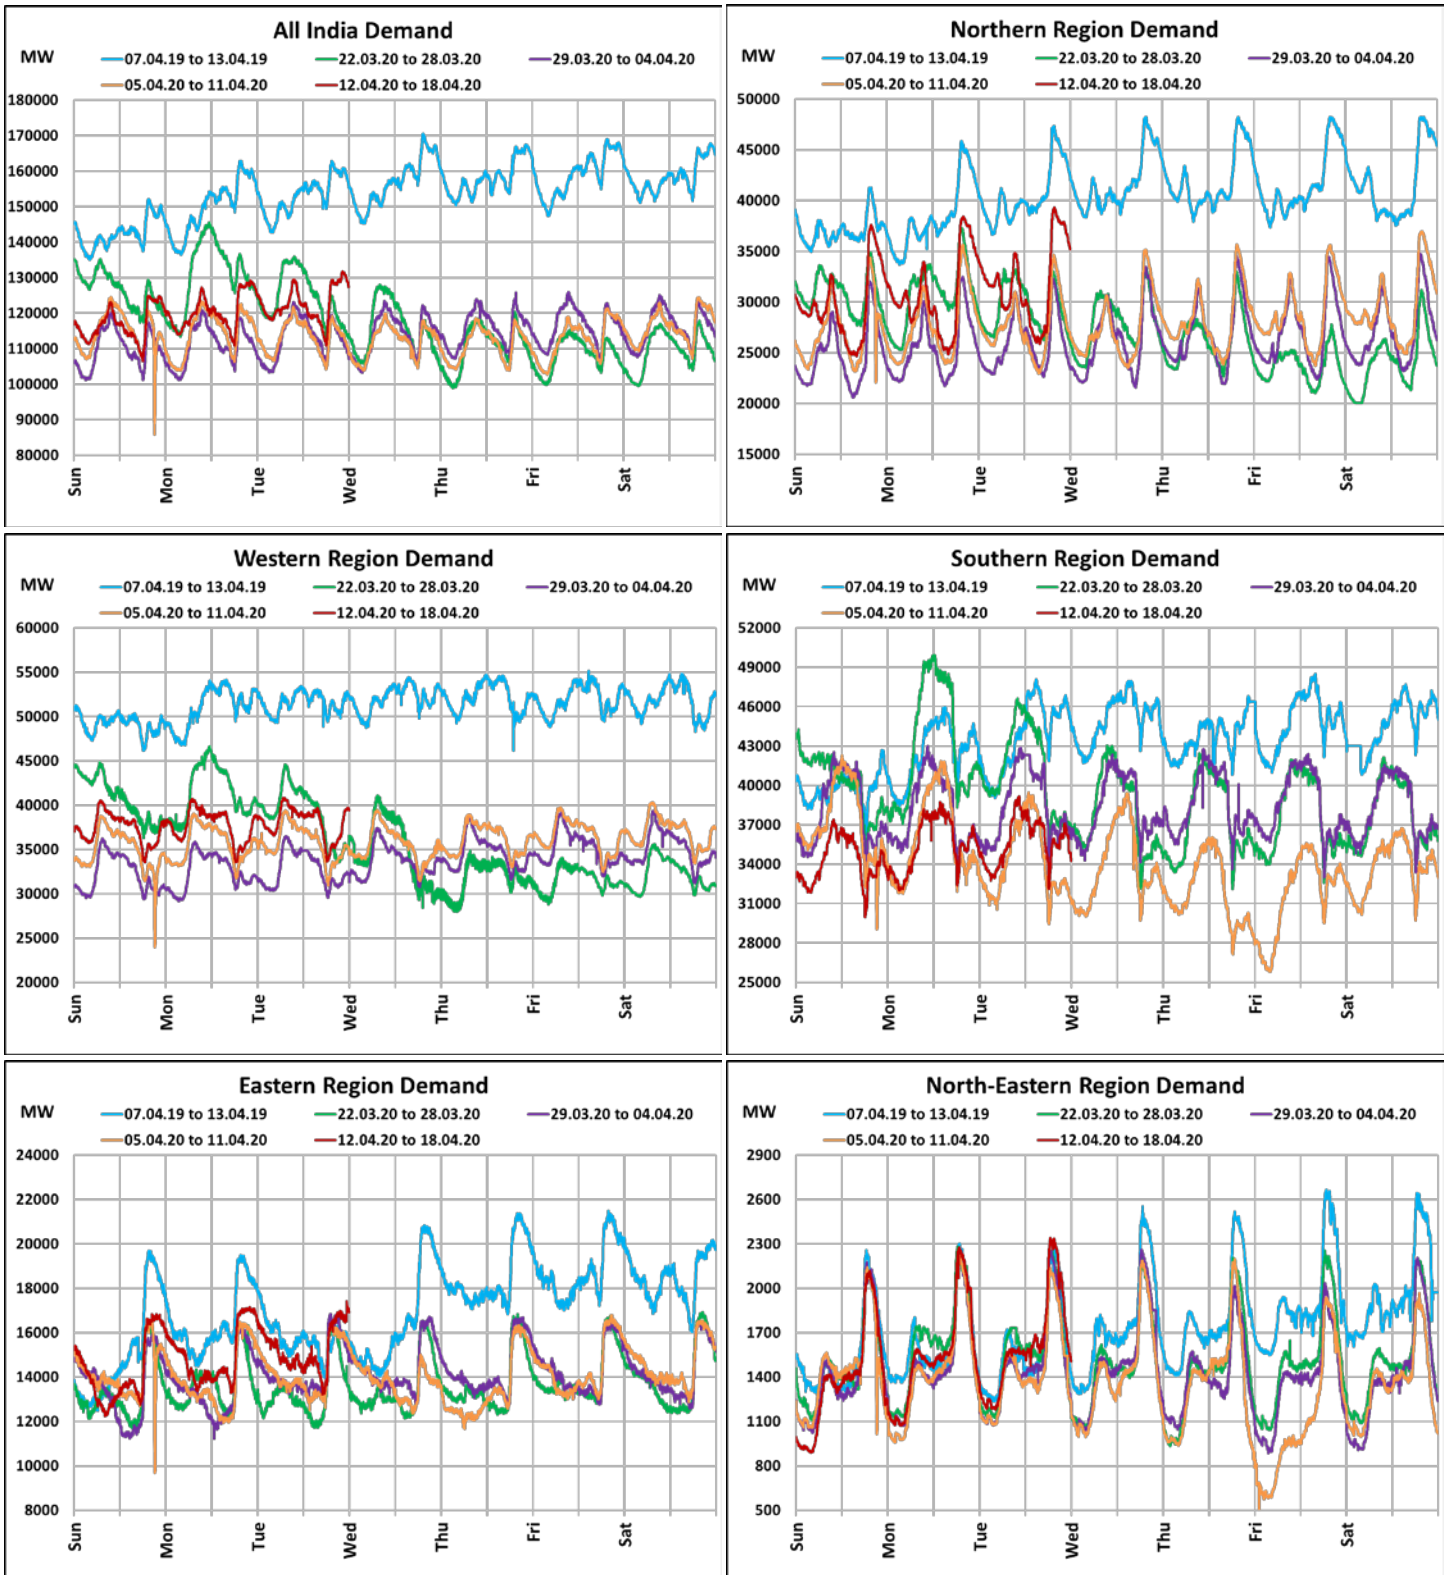 All India Demand
MW
07.04.19 to 13.04.19 22.03.20 to 28.03.20 29.03.20 to 04.04.20
05.04.20 to 11.04.20 12.04.20 to 18.04.20
180000
170000
160000
150000
140000
130000
120000
110000
100000
90000
80000
Sun Mon Tue Wed Thu Fri Sat
Northern Region Demand
MW
07.04.19 to 13.04.19 22.03.20 to 28.03.20 29.03.20 to 04.04.20
05.04.20 to 11.04.20 12.04.20 to 18.04.20
50000
45000
40000
35000
30000
25000
20000
15000
Sun Mon Tue Wed Thu Fri Sat
Western Region Demand
MW
07.04.19 to 13.04.19 22.03.20 to 28.03.20 29.03.20 to 04.04.20
05.04.20 to 11.04.20 12.04.20 to 18.04.20
60000
55000
50000
45000
40000
35000
30000
25000
20000
Sun Mon Tue Wed Thu Fri Sat
Southern Region Demand
MW
07.04.19 to 13.04.19 22.03.20 to 28.03.20 29.03.20 to 04.04.20
05.04.20 to 11.04.20 12.04.20 to 18.04.20
52000
49000
46000
43000
40000
37000
34000
31000
28000
25000
Sun Mon Tue Wed Thu Fri Sat
Eastern Region Demand
MW
07.04.19 to 13.04.19 22.03.20 to 28.03.20 29.03.20 to 04.04.20
05.04.20 to 11.04.20 12.04.20 to 18.04.20
24000
22000
20000
18000
16000
14000
12000
10000
8000
Sun Mon Tue Wed Thu Fri Sat
North-Eastern Region Demand
MW
07.04.19 to 13.04.19 22.03.20 to 28.03.20 29.03.20 to 04.04.20
05.04.20 to 11.04.20 12.04.20 to 18.04.20
2900
2600
2300
2000
1700
1400
1100
800
500
Sun Mon Tue Wed Thu Fri Sat